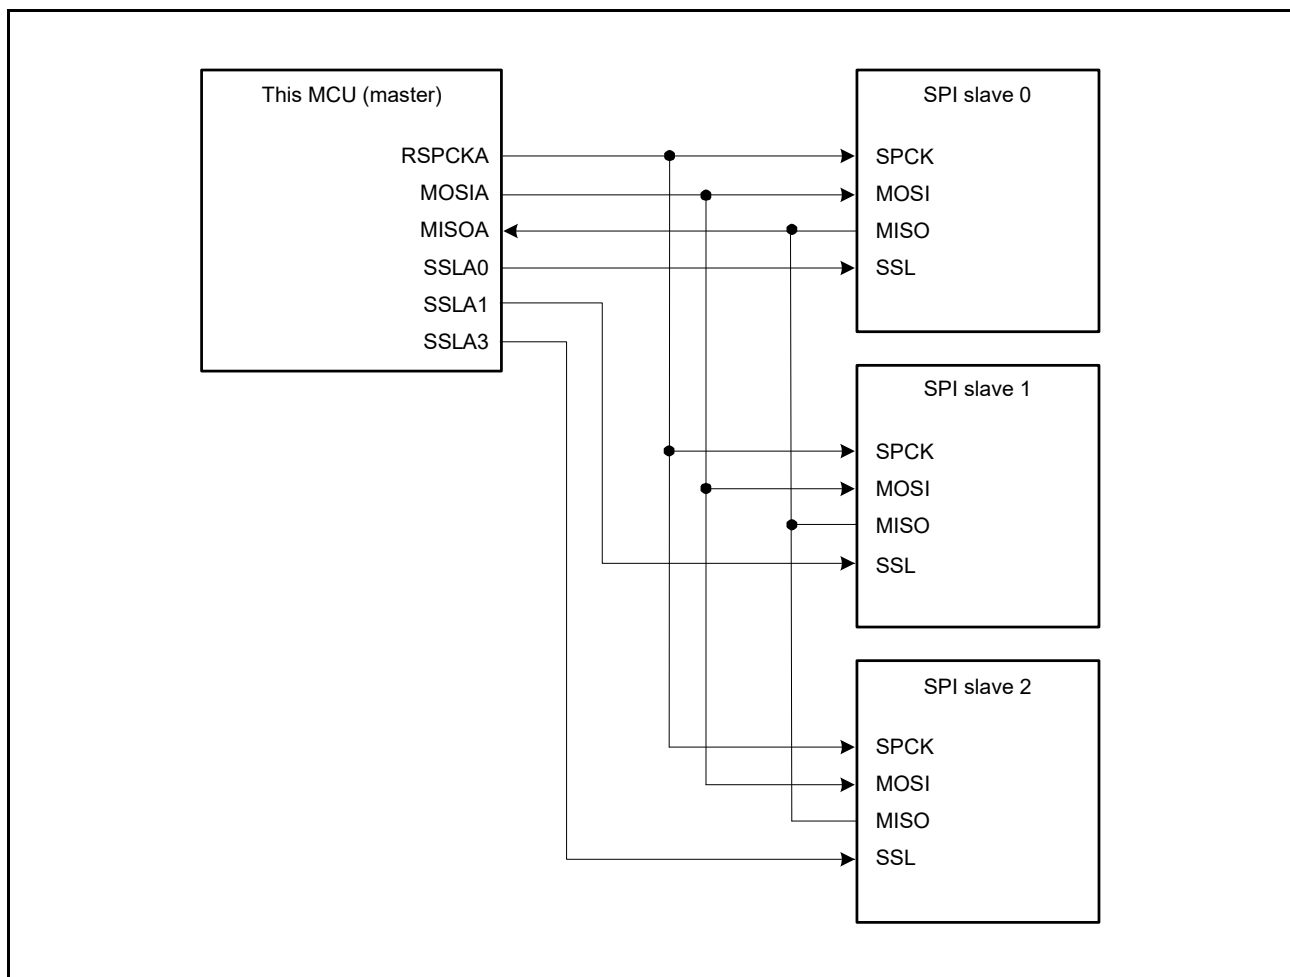 This MCU (master)
RSPCKA
MOSIA
MISOA
SSLA0
SSLA1
SSLA3
SPI slave 0
SPCK
MOSI
MISO
SSL
SPI slave 1
SPCK
MOSI
MISO
SSL
SPI slave 2
SPCK
MOSI
MISO
SSL